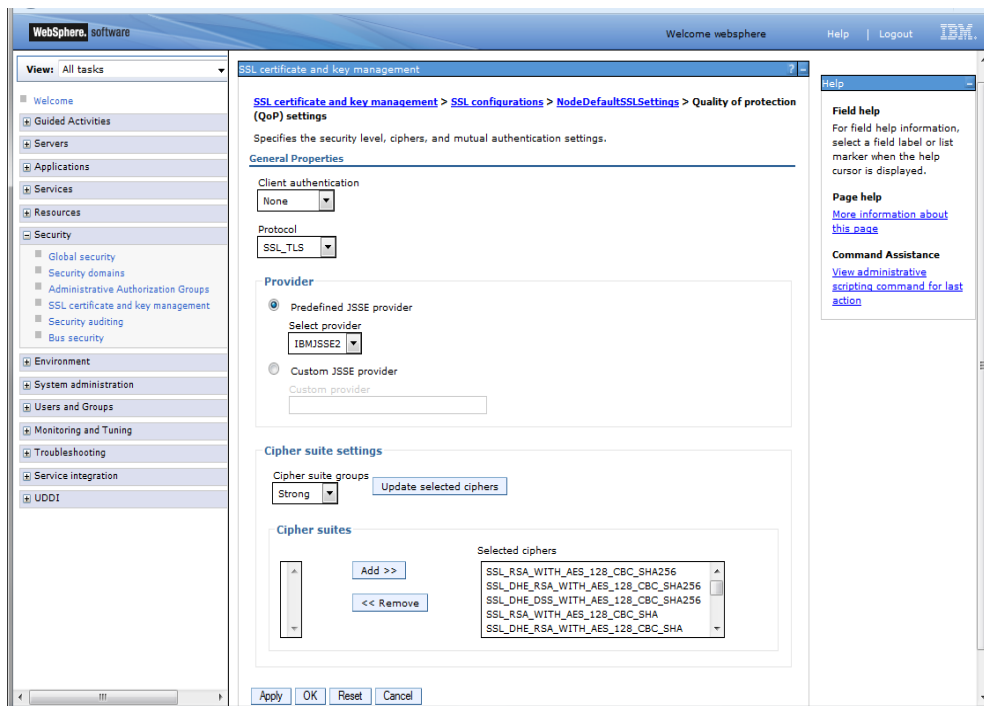 WebSphere. software
Welcome websphere
Help | Logout
IBM.
View: All tasks
Welcome
Guided Activities
Servers
Applications
Services
Resources
Security
Global security
Security domains
Administrative Authorization Groups
SSL certificate and key management
Security auditing
Bus security
Environment
System administration
Users and Groups
Monitoring and Tuning
Troubleshooting
Service integration
UDDI
SSL certificate and key management
? -
SSL certificate and key management > SSL configurations > NodeDefaultSSLSettings > Quality of protection
(QoP) settings
Specifies the security level, ciphers, and mutual authentication settings.
General Properties
Client authentication
None
Protocol
SSL_TLS
Provider
Predefined JSSE provider
Select provider
IBMJSSE2
Custom JSSE provider
Custom provider
Cipher suite settings
Cipher suite groups
Strong
Update selected ciphers
Cipher suites
Add >>
<< Remove
Selected ciphers
SSL_RSA_WITH_AES_128_CBC_SHA256
SSL_DHE_RSA_WITH_AES_128_CBC_SHA256
SSL_DHE_DSS_WITH_AES_128_CBC_SHA256
SSL_RSA_WITH_AES_128_CBC_SHA
SSL_DHE_RSA_WITH_AES_128_CBC_SHA
Apply
OK
Reset
Cancel
Help
Field help
For field help information,
select a field label or list
marker when the help
cursor is displayed.
Page help
More information about
this page
Command Assistance
View administrative
scripting command for last
action